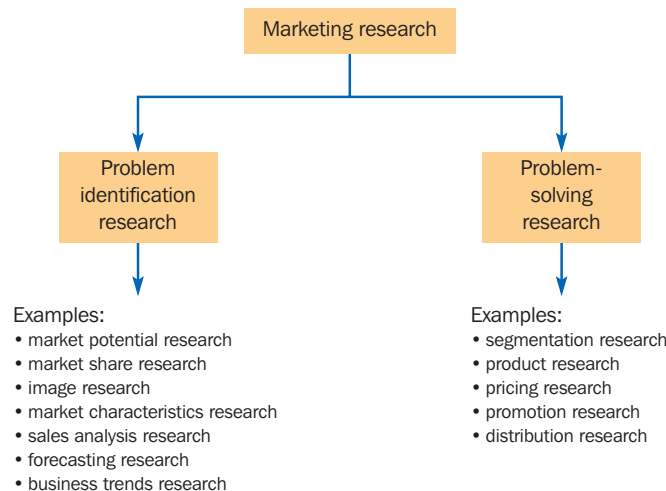 Marketing research
Problem
identification
research
Problem-
solving
research
Examples:
• market potential research
• market share research
• image research
• market characteristics research
• sales analysis research
• forecasting research
• business trends research
Examples:
• segmentation research
• product research
• pricing research
• promotion research
• distribution research